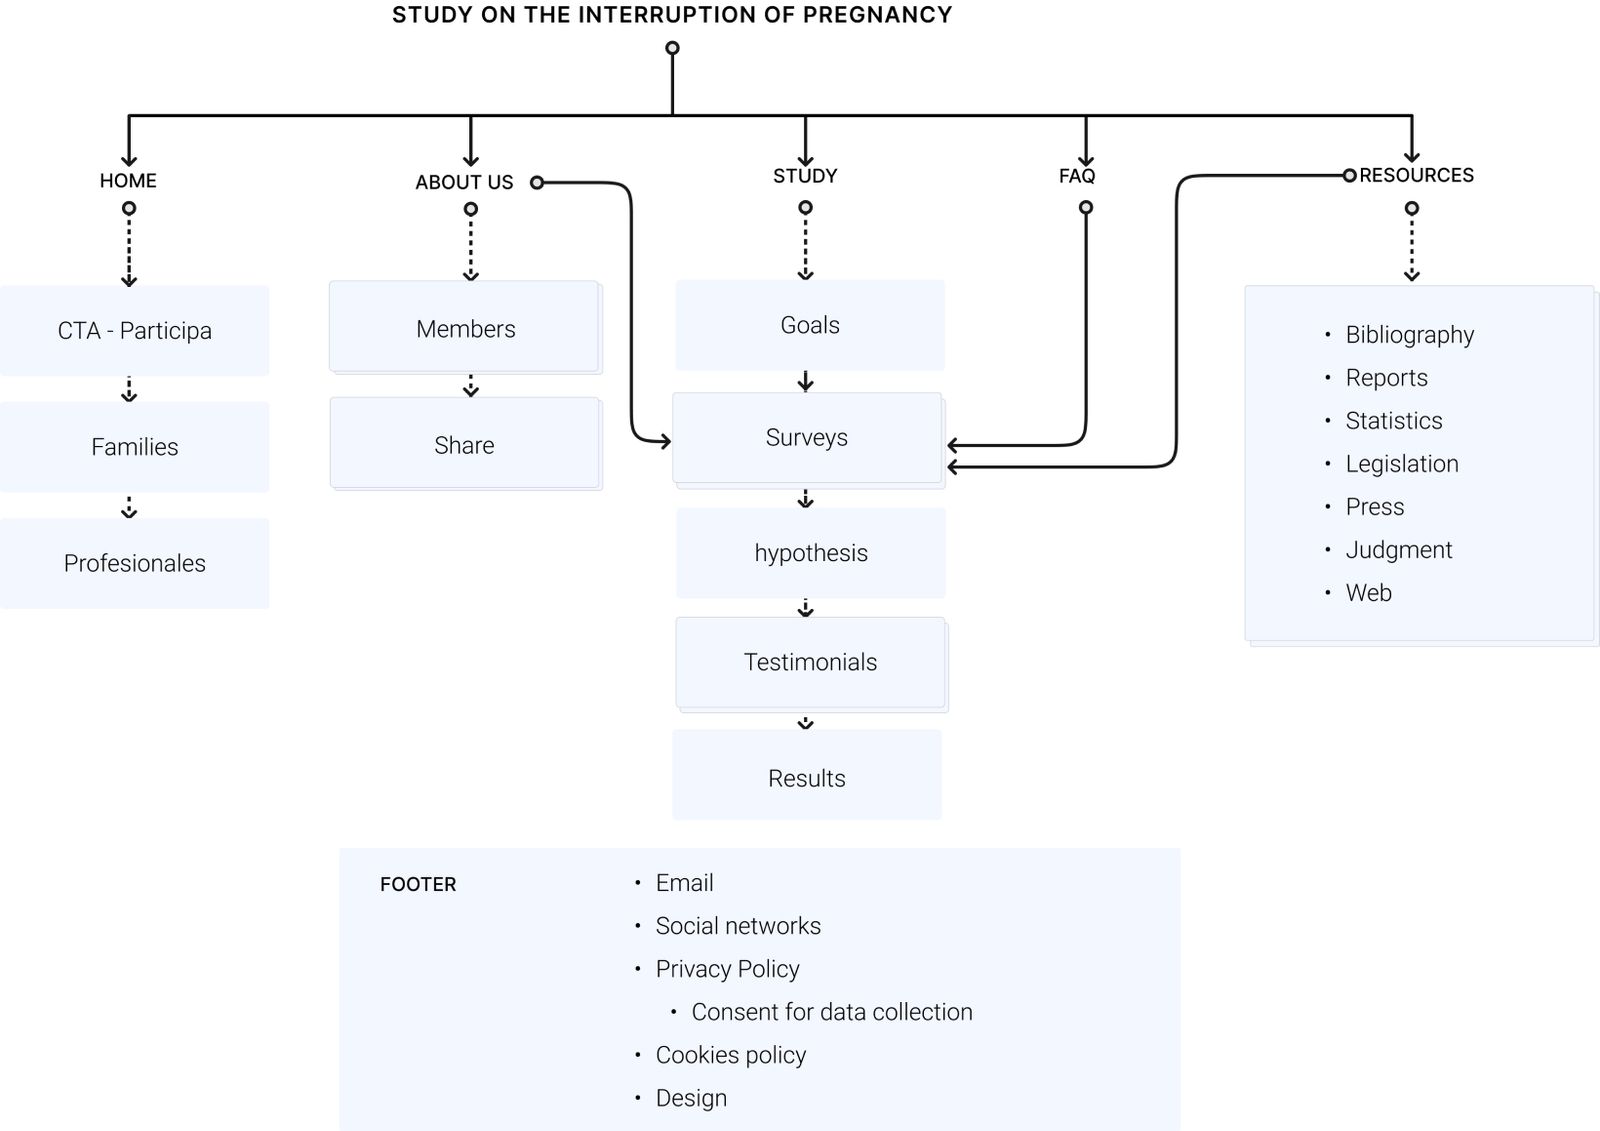 STUDY ON THE INTERRUPTION OF PREGNANCY
HOME
ABOUT US
STUDY
FAQ
RESOURCES
CTA - Participa
Families
Profesionales
Members
Share
Goals
Surveys
hypothesis
Testimonials
Results
• Bibliography
• Reports
• Statistics
• Legislation
• Press
• Judgment
• Web
FOOTER
• Email
• Social networks
• Privacy Policy
• Consent for data collection
• Cookies policy
• Design